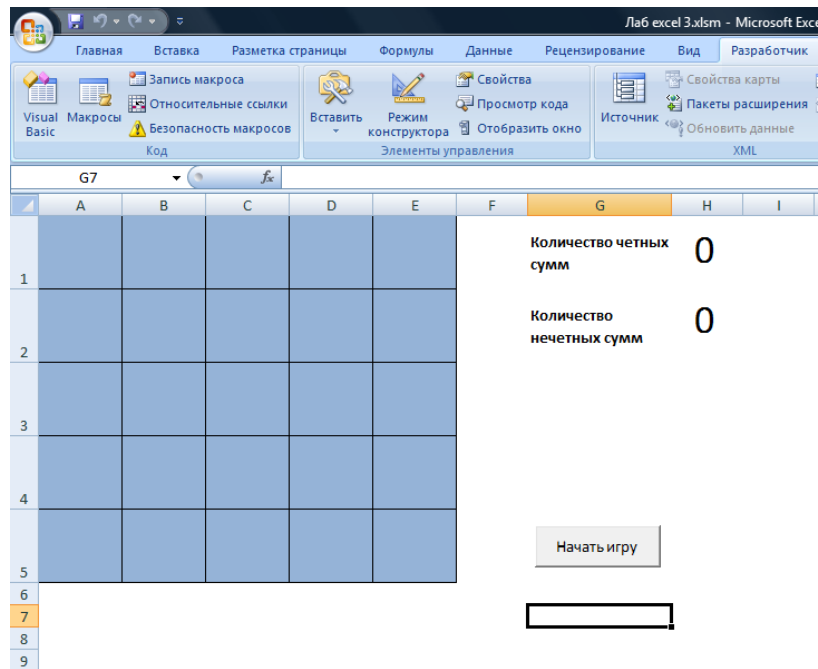 Лаб excel 3.xlsm - Microsoft Exce
Главная Вставка Разметка страницы Формулы Данные Рецензирование Вид Разработчик
Visual Basic
Макросы
Запись макроса
Относительные ссылки
Безопасность макросов
Код
Вставить
Режим конструктора
Свойства
Просмотр кода
Отобразить окно
Элементы управления
Источник
Свойства карты
Пакеты расширения
Обновить данные
XML
G7 fx
A B C D E F G H I
1
Количество четных
сумм
0
2
Количество
нечетных сумм
0
3
4
5
Начать игру
6
7
8
9